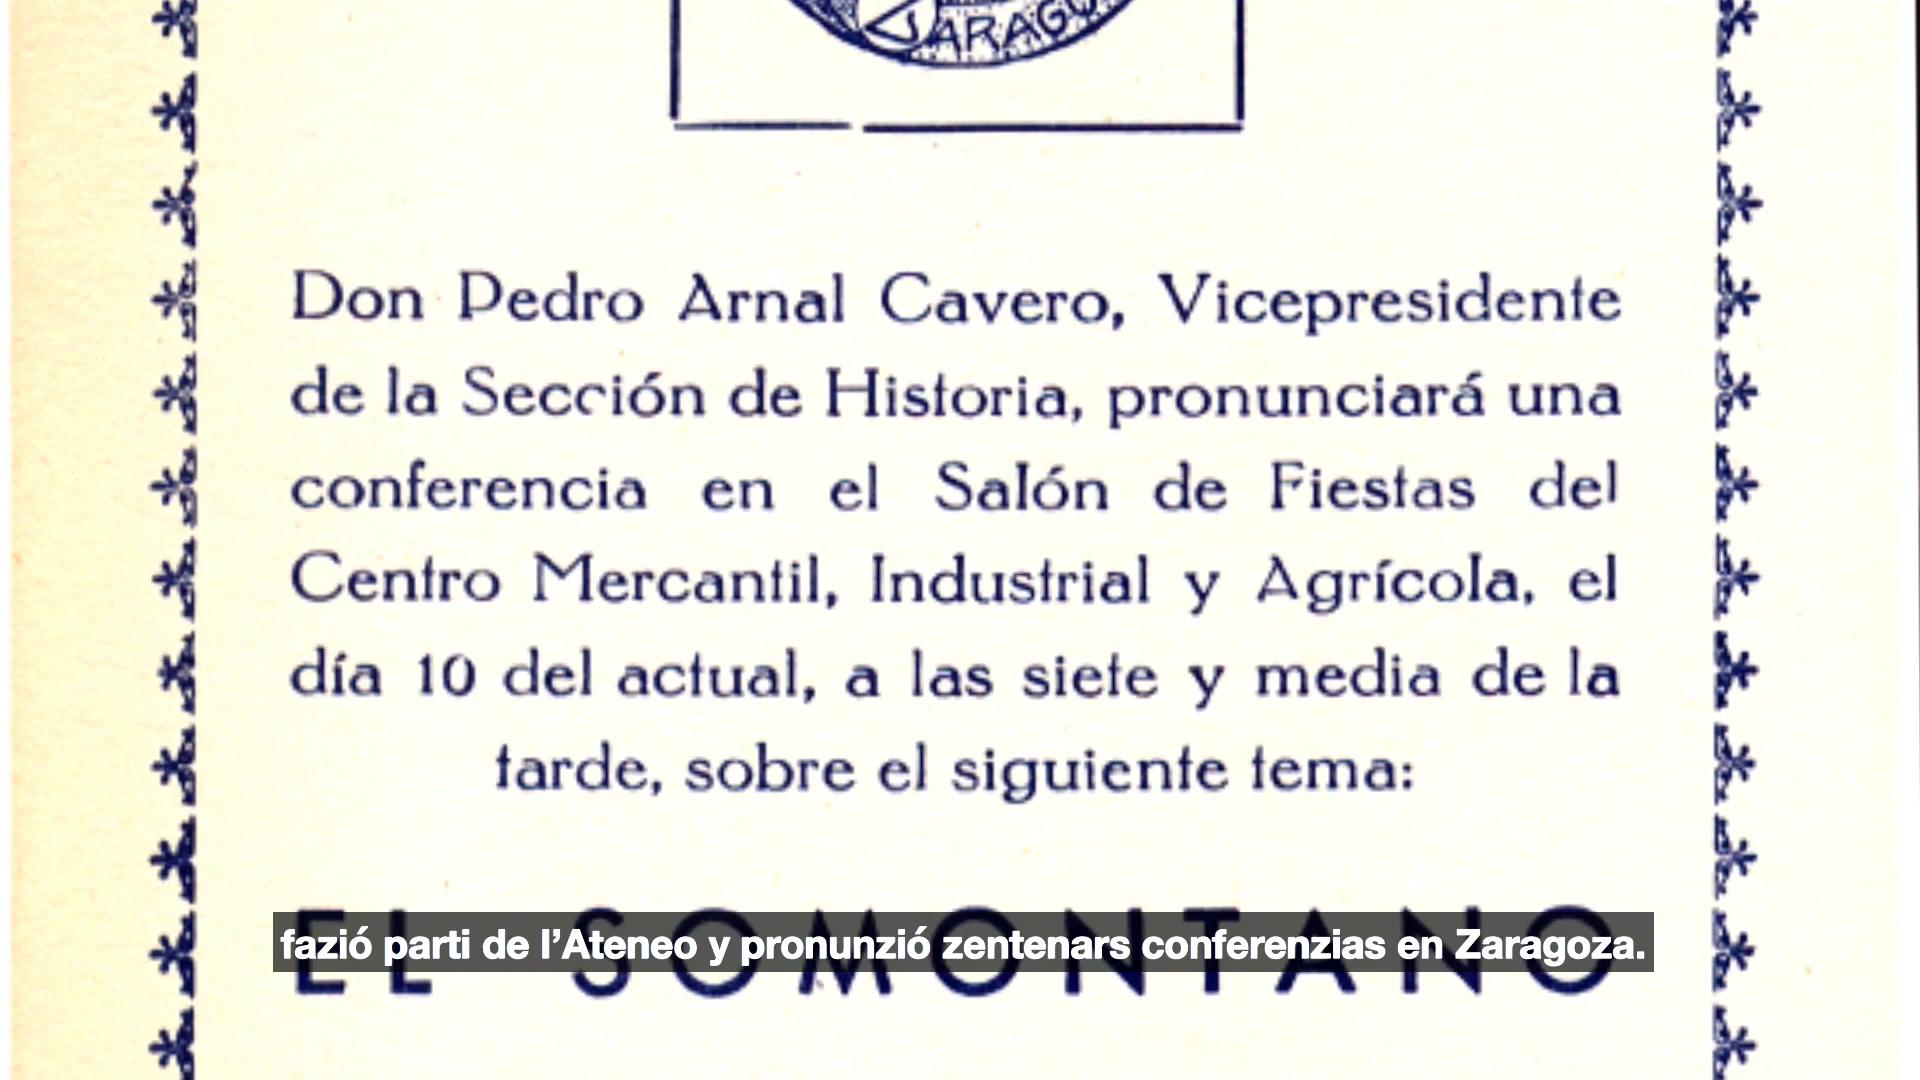 ZARAGO
Don Pedro Arnal Cavero, Vicepresidente
de la Sección de Historia, pronunciará una
conferencia en el Salón de Fiestas del
Centro Mercantil, Industrial y Agrícola, el
día 10 del actual, a las siete y media de la
tarde, sobre el siguiente tema:
EL SOMONTANO
fazió parti de l’Ateneo y pronunzió zentenars conferenzias en Zaragoza.